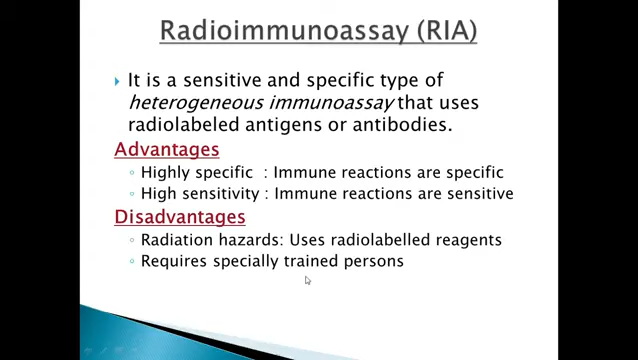 Radioimmunoassay (RIA)
It is a sensitive and specific type of
heterogeneous immunoassay that uses
radiolabeled antigens or antibodies.
Advantages
Highly specific : Immune reactions are specific
High sensitivity : Immune reactions are sensitive
Disadvantages
Radiation hazards: Uses radiolabelled reagents
Requires specially trained persons